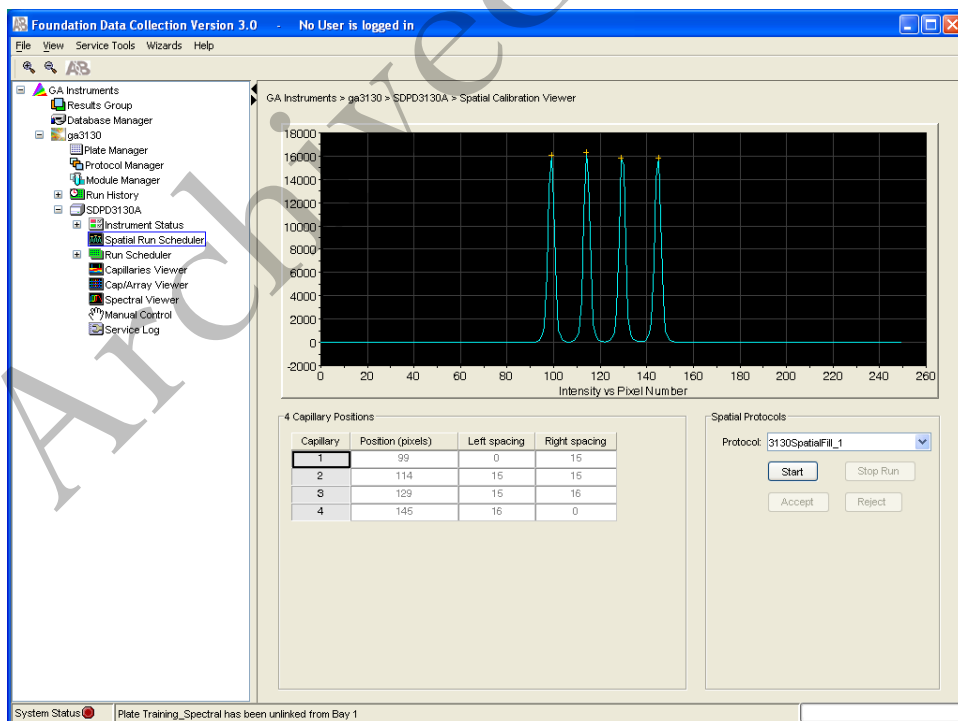 Foundation Data Collection Version 3.0 - No User is logged in
File View Service Tools Wizards Help
AB
GA Instruments
Results Group
Database Manager
ga3130
Plate Manager
Protocol Manager
Module Manager
Run History
SDPD3130A
Instrument Status
Spatial Run Scheduler
Run Scheduler
Capillaries Viewer
Cap/Array Viewer
Spectral Viewer
Manual Control
Service Log
GA Instruments > ga3130 > SDPD3130A > Spatial Calibration Viewer
18000
16000
14000
12000
10000
8000
6000
4000
2000
0
-2000
0 20 40 60 80 100 120 140 160 180 200 220 240 260
Intensity vs Pixel Number
4 Capillary Positions
Capillary Position (pixels) Left spacing Right spacing
1 99 0 15
2 114 15 15
3 129 15 16
4 145 16 0
Spatial Protocols
Protocol: 3130SpatialFill_1
Start Stop Run
Accept Reject
System Status Plate Training_Spectral has been unlinked from Bay 1
Archive